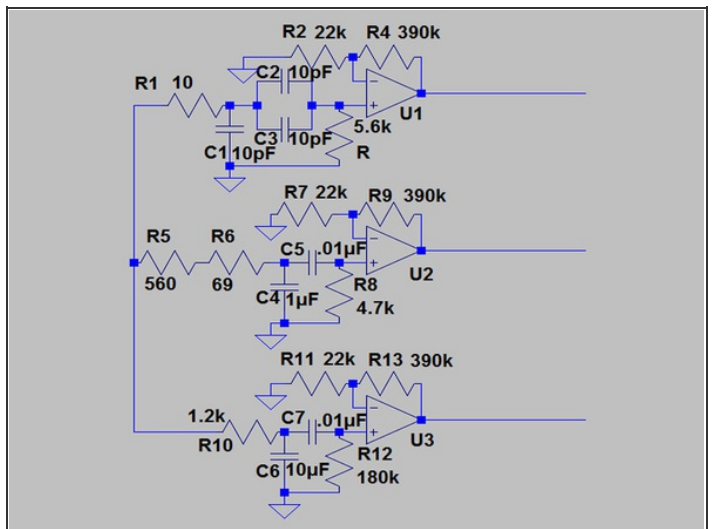 R2 22k R4 390k
C2 10pF
R1 10
U1
5.6k
C3 10pF
C1 10pF R
R7 22k R9 390k
R5 R6 C5 .01µF
U2
560 69 C4 1µF R8
4.7k
R11 22k R13 390k
1.2k C7 .01µF
R10 U3
C6 10µF R12
180k